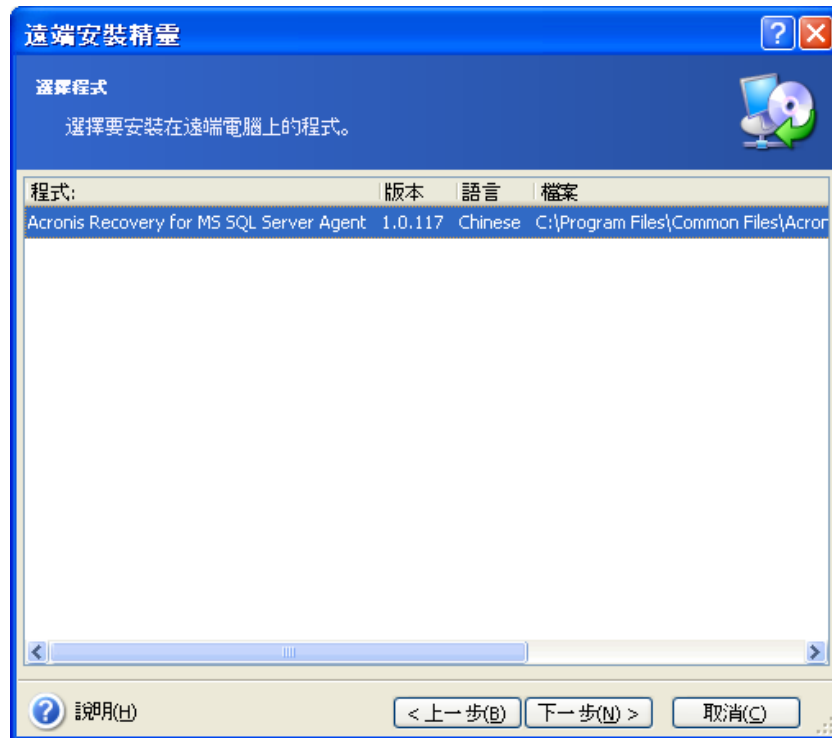 遠端安裝精靈
選擇程式
選擇要安裝在遠端電腦上的程式。
程式: 版本 語言 檔案
Acronis Recovery for MS SQL Server Agent 1.0.117 Chinese C:\Program Files\Common Files\Acron
說明(H) < 上一步(B) 下一步(N) > 取消(C)